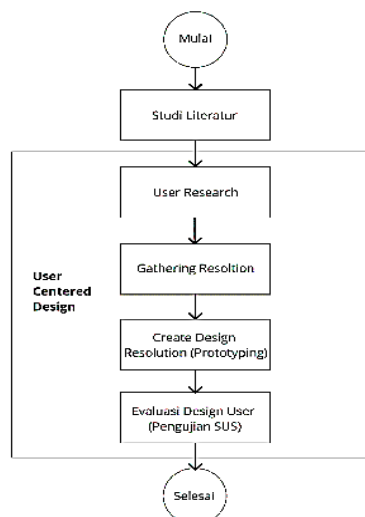 Mulai
Studi Literatur
User Research
User
Centered
Design
Gathering Resoltion
Create Design
Resolution (Prototyping)
Evaluasi Design User
(Pengujian SUS)
Selesai